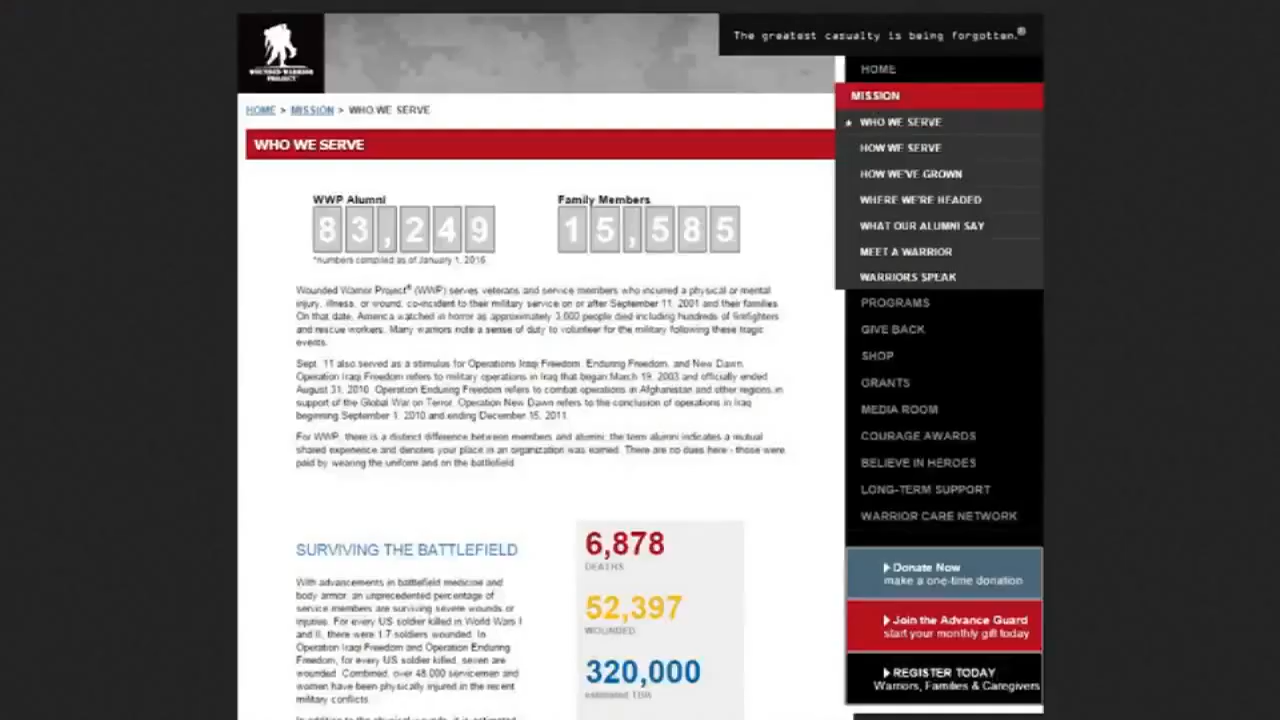 The greatest casualty is being forgotten.®
WOUNDED WARRIOR
PROJECT
HOME
MISSION
WHO WE SERVE
HOW WE SERVE
HOW WE'VE GROWN
WHERE WE'RE HEADED
WHAT OUR ALUMNI SAY
MEET A WARRIOR
WARRIORS SPEAK
PROGRAMS
GIVE BACK
SHOP
GRANTS
MEDIA ROOM
COURAGE AWARDS
BELIEVE IN HEROES
LONG-TERM SUPPORT
WARRIOR CARE NETWORK
Donate Now
make a one-time donation
Join the Advance Guard
start your monthly gift today
REGISTER TODAY
Warriors, Families & Caregivers
HOME > MISSION > WHO WE SERVE
WHO WE SERVE
WWP Alumni
83,249
*numbers compiled as of January 1, 2016
Family Members
15,585
Wounded Warrior Project® (WWP) serves veterans and service members who incurred a physical or mental
injury, illness, or wound, co-incident to their military service on or after September 11, 2001 and their families.
On that date, America watched in horror as approximately 3,000 people died including hundreds of firefighters
and rescue workers. Many warriors note a sense of duty to volunteer for the military following these tragic
events.
Sept. 11 also served as a stimulus for Operations Iraqi Freedom, Enduring Freedom, and New Dawn.
Operation Iraqi Freedom refers to military operations in Iraq that began March 19, 2003 and officially ended
August 31, 2010. Operation Enduring Freedom refers to combat operations in Afghanistan and other regions in
support of the Global War on Terror. Operation New Dawn refers to the conclusion of operations in Iraq
beginning September 1, 2010 and ending December 15, 2011.
For WWP, there is a distinct difference between members and alumni; the term alumni indicates a mutual
shared experience and denotes your place in an organization was earned. There are no dues here - those were
paid by wearing the uniform and on the battlefield.
SURVIVING THE BATTLEFIELD
With advancements in battlefield medicine and
body armor, an unprecedented percentage of
service members are surviving severe wounds or
injuries. For every US soldier killed in World Wars I
and II, there were 1.7 soldiers wounded. In
Operation Iraqi Freedom and Operation Enduring
Freedom, for every US soldier killed, seven are
wounded. Combined, over 48,000 servicemen and
women have been physically injured in the recent
military conflicts.
In addition to the physical wounds, it is estimated
6,878
DEATHS
52,397
WOUNDED
320,000
estimated TBIs